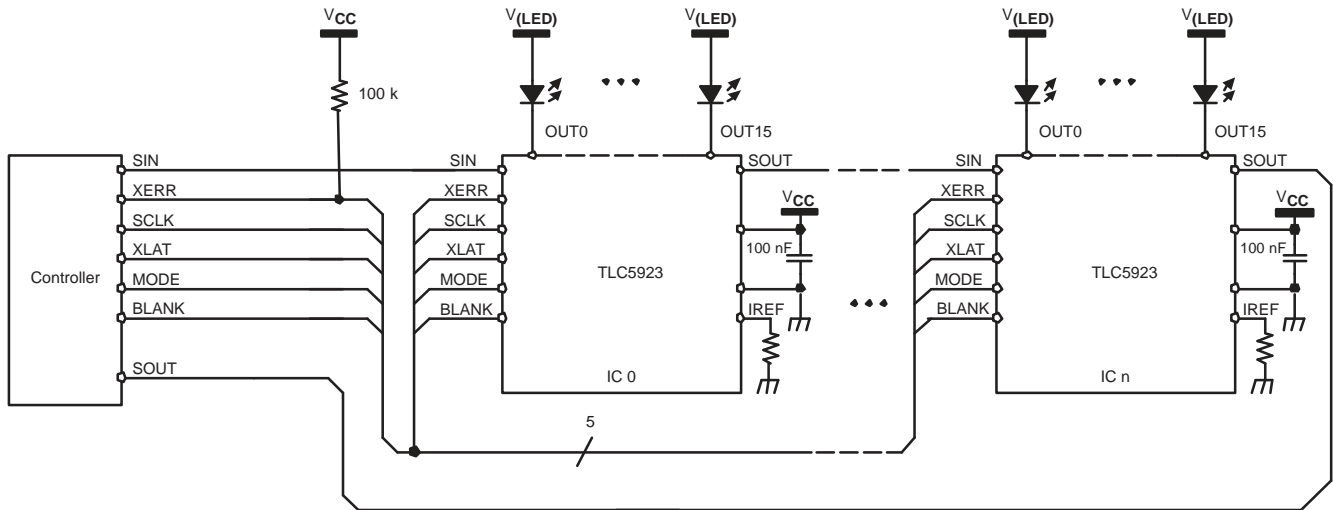 VCC
V(LED)
V(LED)
V(LED)
V(LED)
100 k
OUT0
OUT15
OUT0
OUT15
SIN
SIN
SOUT
SIN
SOUT
XERR
XERR
XERR
VCC
VCC
SCLK
SCLK
SCLK
100 nF
100 nF
XLAT
XLAT
XLAT
Controller
TLC5923
TLC5923
MODE
MODE
MODE
BLANK
BLANK
IREF
BLANK
IREF
SOUT
IC 0
IC n
5